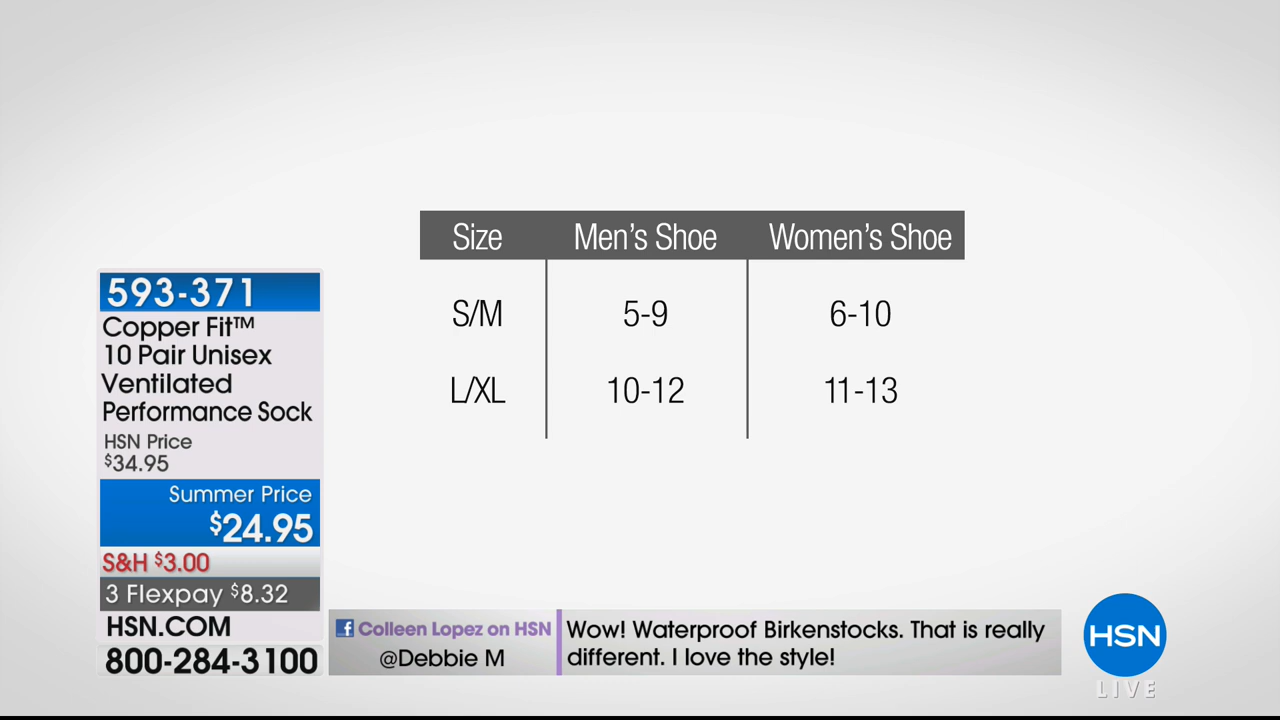 Size Men's Shoe Women's Shoe
S/M 5-9 6-10
L/XL 10-12 11-13
593-371
Copper Fit™
10 Pair Unisex
Ventilated
Performance Sock
HSN Price
$34.95
Summer Price
$24.95
S&H $3.00
3 Flexpay $8.32
HSN.COM
800-284-3100
Colleen Lopez on HSN
@Debbie M
Wow! Waterproof Birkenstocks. That is really
different. I love the style!
HSN
LIVE